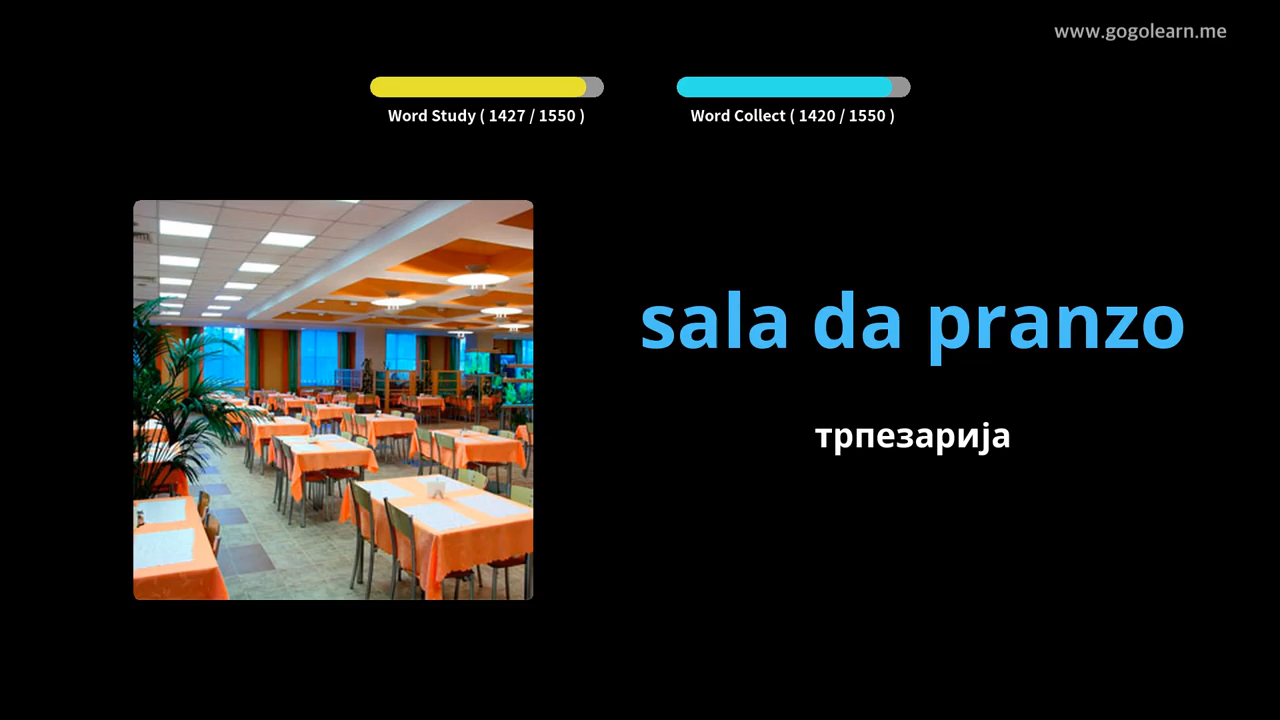 www.gogolearn.me
Word Study ( 1427 / 1550 )
Word Collect ( 1420 / 1550 )
sala da pranzo
трпезарија